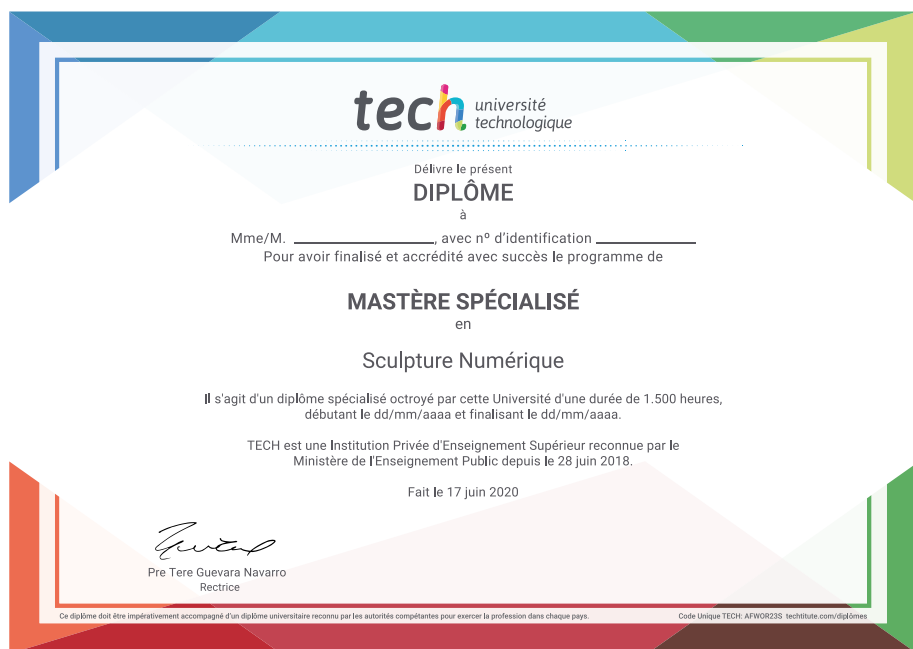 tech université
technologique
Délivre le présent
DIPLÔME
à
Mme/M. ____________________, avec nº d'identification ______________
Pour avoir finalisé et accrédité avec succès le programme de
MASTÈRE SPÉCIALISÉ
en
Sculpture Numérique
Il s'agit d'un diplôme spécialisé octroyé par cette Université d'une durée de 1.500 heures,
débutant le dd/mm/aaaa et finalisant le dd/mm/aaaa.
TECH est une Institution Privée d'Enseignement Supérieur reconnue par le
Ministère de l'Enseignement Public depuis le 28 juin 2018.
Fait le 17 juin 2020
Pre Tere Guevara Navarro
Rectrice
Ce diplôme doit être impérativement accompagné d'un diplôme universitaire reconnu par les autorités compétentes pour exercer la profession dans chaque pays. Code Unique TECH: AFWOR23S techtitute.com/diplômes